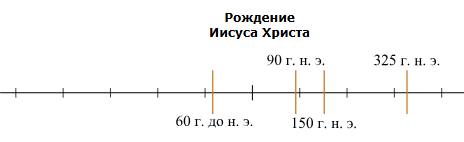 Рождение
Иисуса Христа
90 г. н. э.
325 г. н. э.
60 г. до н. э.
150 г. н. э.